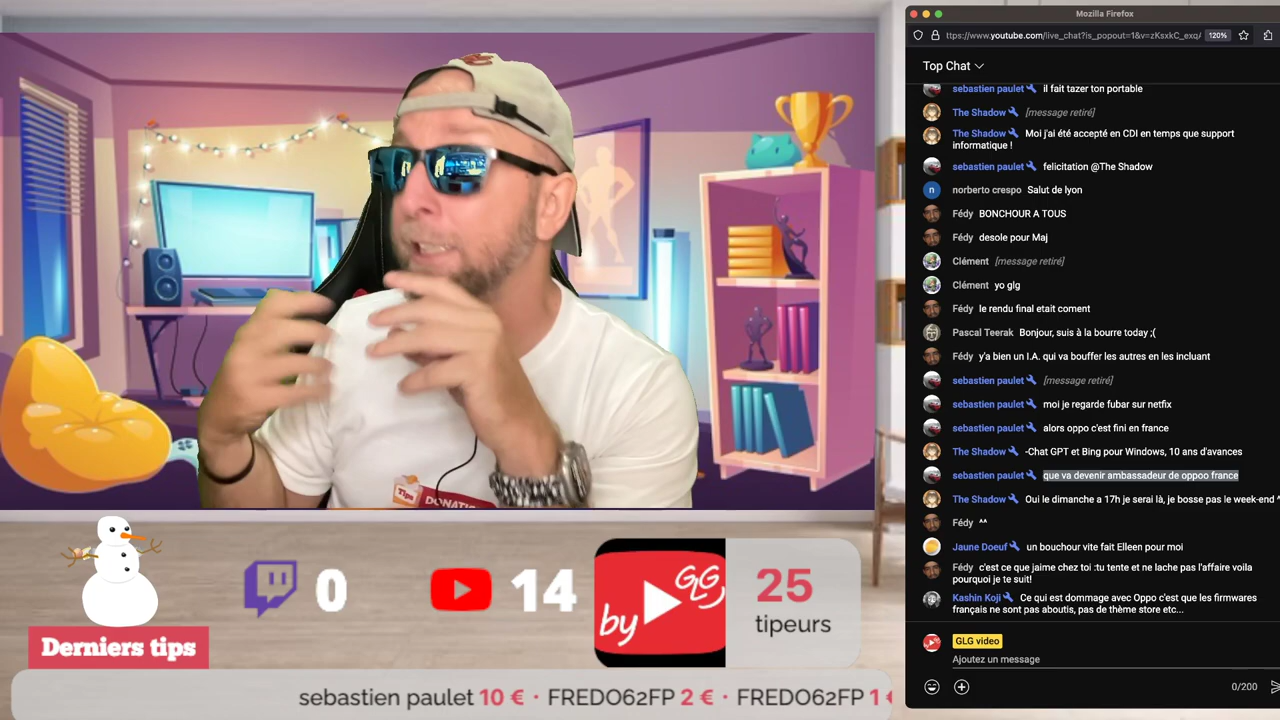 Mozilla Firefox
ttps://www.youtube.com/live_chat?is_popout=1&v=zKsxkC_exq/ 120%
Top Chat
sebastien paulet il fait tazer ton portable
The Shadow [message retiré]
The Shadow Moi j'ai été accepté en CDI en temps que support
informatique !
sebastien paulet felicitation @The Shadow
n norberto crespo Salut de lyon
Fédy BONCHOUR A TOUS
Fédy desole pour Maj
Clément [message retiré]
Clément yo glg
Fédy le rendu final etait coment
Pascal Teerak Bonjour, suis à la bourre today ;(
Fédy y'a bien un I.A. qui va bouffer les autres en les incluant
sebastien paulet [message retiré]
sebastien paulet moi je regarde fubar sur netfix
sebastien paulet alors oppo c'est fini en france
The Shadow -Chat GPT et Bing pour Windows, 10 ans d'avances
sebastien paulet que va devenir ambassadeur de oppoo france
The Shadow Oui le dimanche a 17h je serai là, je bosse pas le week-end ^
Fédy ^^
Jaune Doeuf un bouchour vite fait Elleen pour moi
Fédy c'est ce que jaime chez toi :tu tente et ne lache pas l'affaire voila
pourquoi je te suit!
Kashin Koji Ce qui est dommage avec Oppo c'est que les firmwares
français ne sont pas aboutis, pas de thème store etc...
GLG video
Ajoutez un message
0/200
Tips DONATI
0
14
by GLG
25
tipeurs
Derniers tips
sebastien paulet 10 € · FREDO62FP 2 € · FREDO62FP 1 €